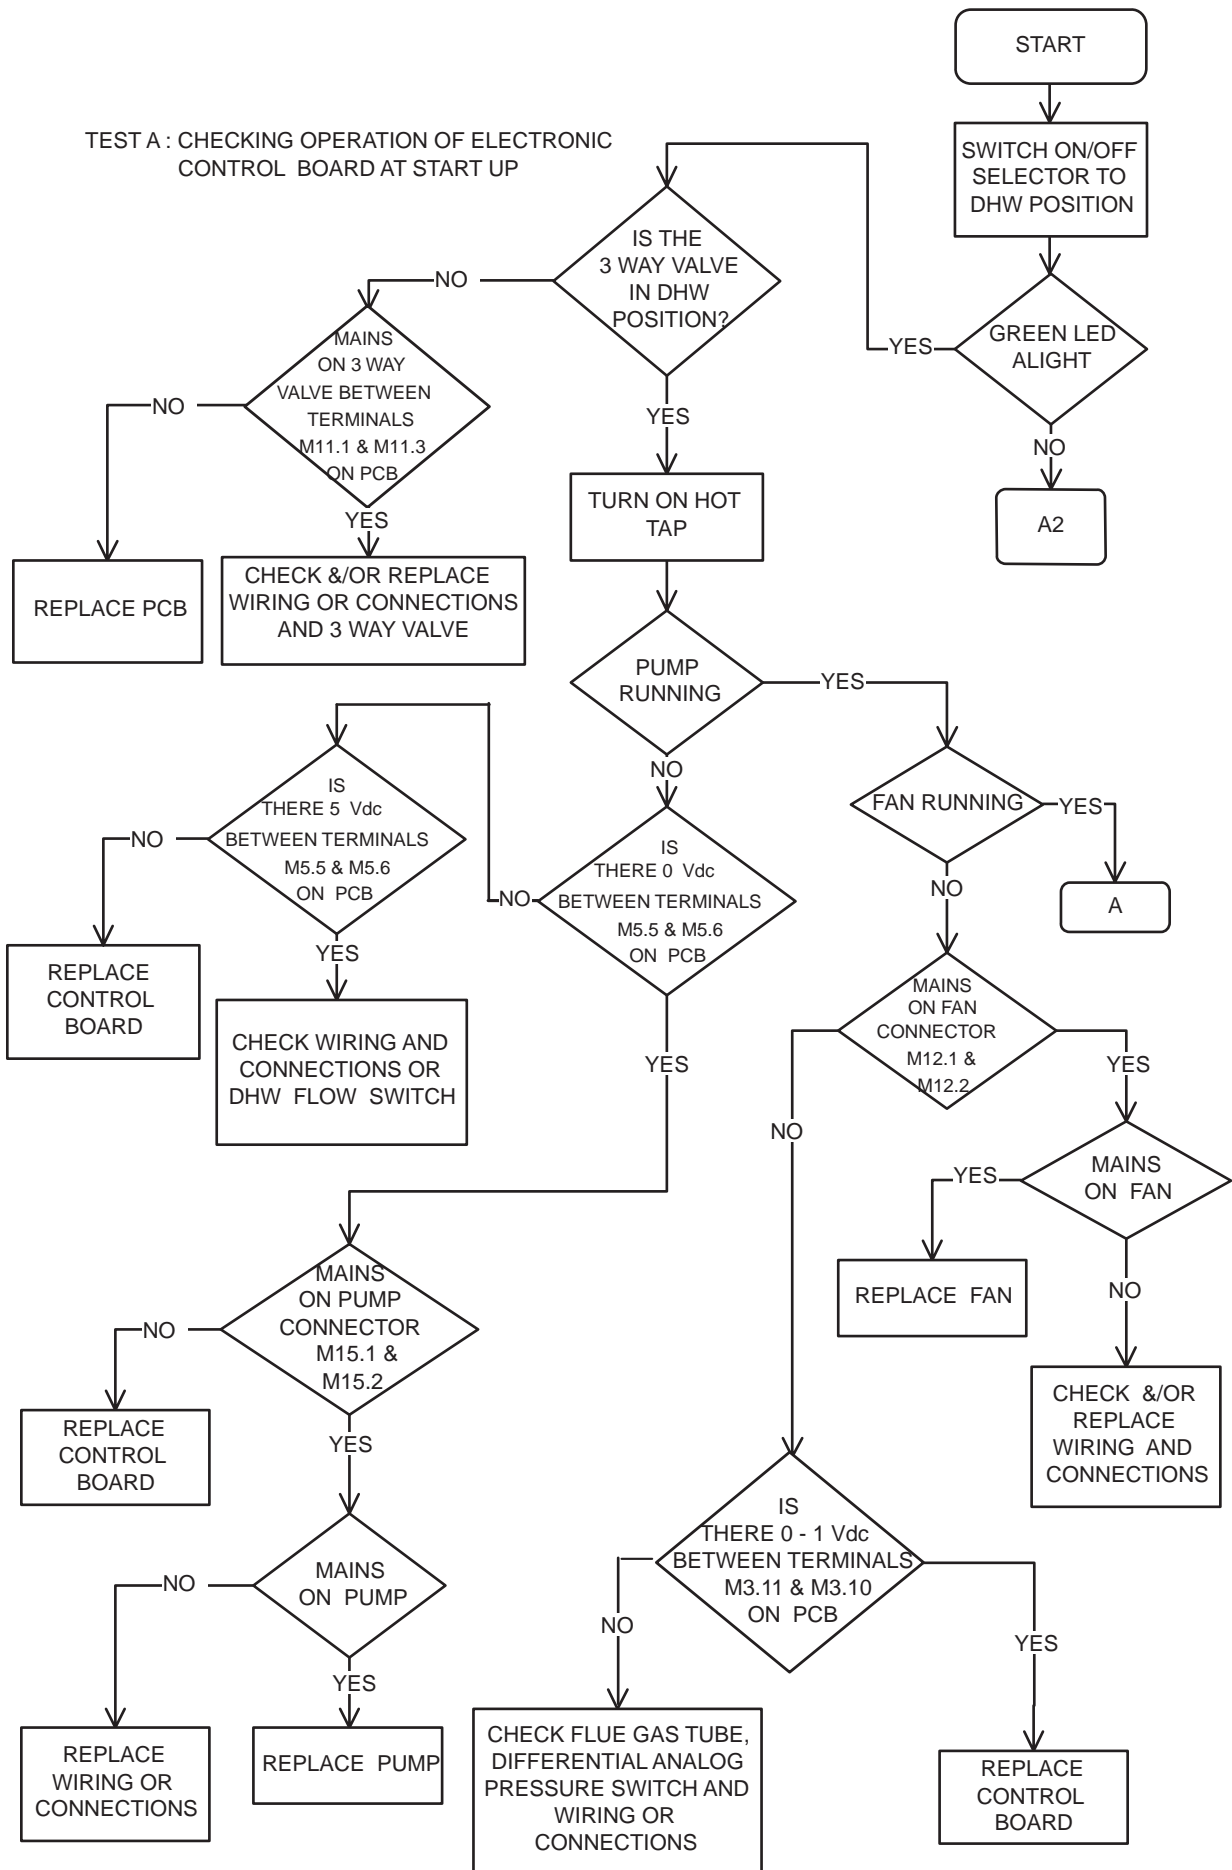 START
TEST A : CHECKING OPERATION OF ELECTRONIC
CONTROL BOARD AT START UP
SWITCH ON/OFF
SELECTOR TO
DHW POSITION
IS THE
3 WAY VALVE
IN DHW
POSITION?
NO
YES
GREEN LED
ALIGHT
MAINS
ON 3 WAY
VALVE BETWEEN
TERMINALS
M11.1 & M11.3
ON PCB
NO
YES
NO
A2
TURN ON HOT
TAP
YES
REPLACE PCB
CHECK &/OR REPLACE
WIRING OR CONNECTIONS
AND 3 WAY VALVE
PUMP
RUNNING
YES
NO
IS
THERE 5 Vdc
BETWEEN TERMINALS
M5.5 & M5.6
ON PCB
NO
IS
THERE 0 Vdc
BETWEEN TERMINALS
M5.5 & M5.6
ON PCB
NO
FAN RUNNING
YES
A
NO
YES
REPLACE
CONTROL
BOARD
CHECK WIRING AND
CONNECTIONS OR
DHW FLOW SWITCH
YES
MAINS
ON FAN
CONNECTOR
M12.1 &
M12.2
YES
NO
MAINS
ON FAN
YES
REPLACE FAN
NO
MAINS
ON PUMP
CONNECTOR
M15.1 &
M15.2
NO
CHECK &/OR
REPLACE
WIRING AND
CONNECTIONS
REPLACE
CONTROL
BOARD
YES
IS
THERE 0 - 1 Vdc
BETWEEN TERMINALS
M3.11 & M3.10
ON PCB
MAINS
ON PUMP
NO
NO
YES
YES
REPLACE
WIRING OR
CONNECTIONS
REPLACE PUMP
CHECK FLUE GAS TUBE,
DIFFERENTIAL ANALOG
PRESSURE SWITCH AND
WIRING OR
CONNECTIONS
REPLACE
CONTROL
BOARD